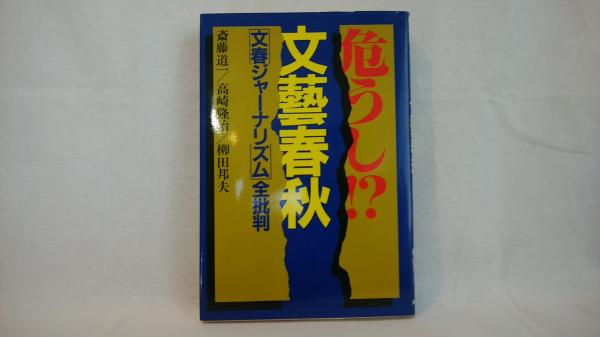 危うし!?
文藝春秋
「文春ジャーナリズム」全批判
斎藤道一/高崎隆治/柳田邦夫